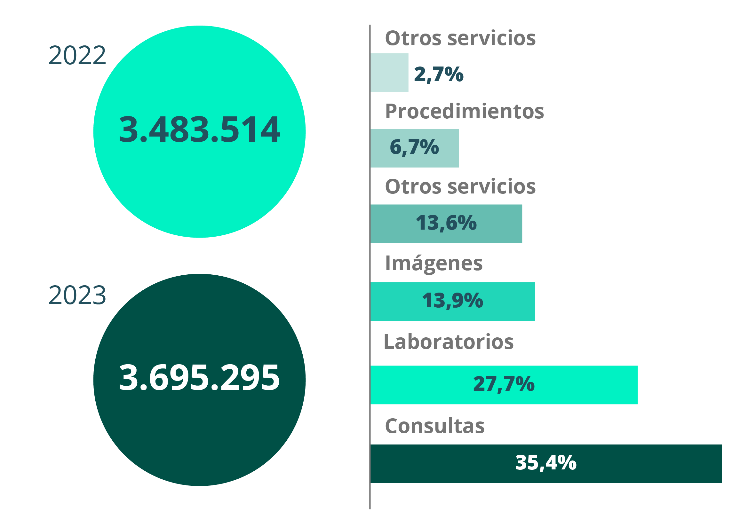 2022
3.483.514
2023
3.695.295
Otros servicios
2,7%
Procedimientos
6,7%
Otros servicios
13,6%
Imágenes
13,9%
Laboratorios
27,7%
Consultas
35,4%